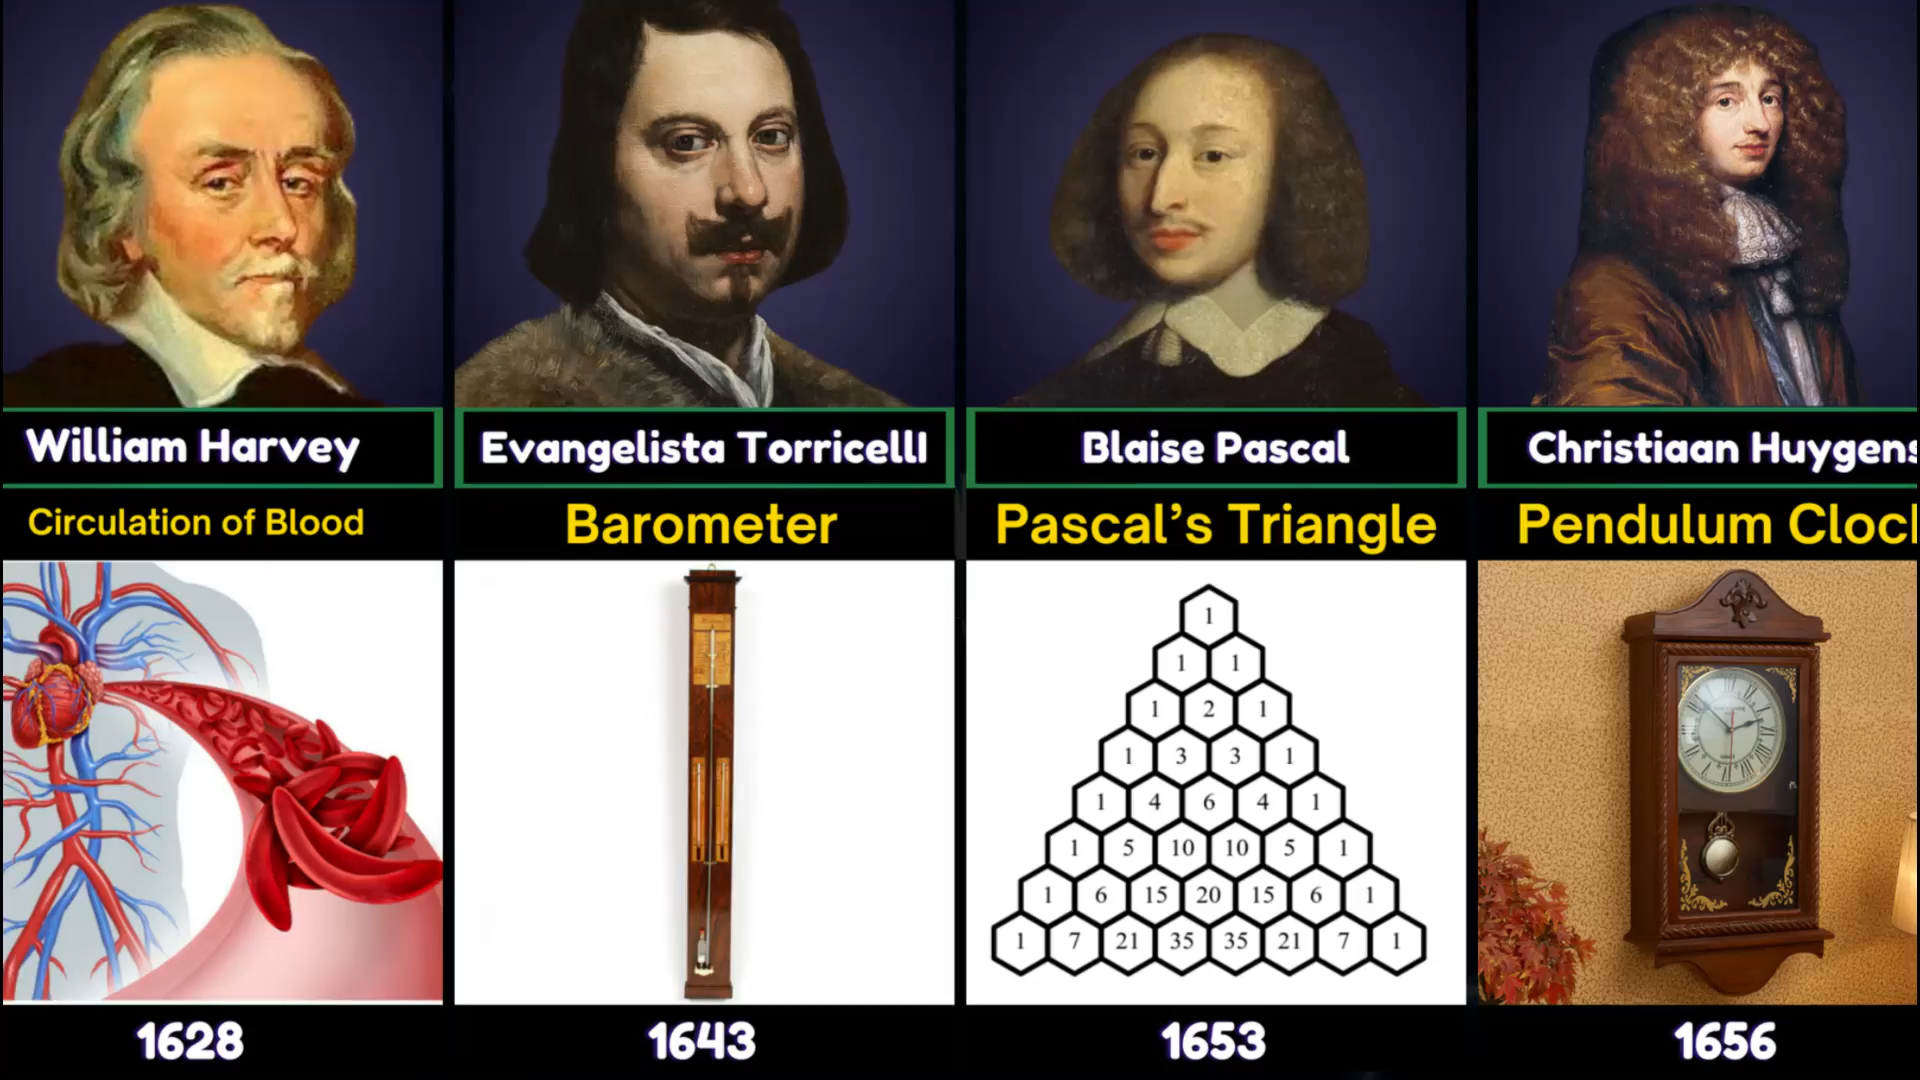 William Harvey
Circulation of Blood
1628
Evangelista TorricellI
Barometer
1643
Blaise Pascal
Pascal's Triangle
1
1 1
1 2 1
1 3 3 1
1 4 6 4 1
1 5 10 10 5 1
1 6 15 20 15 6 1
1 7 21 35 35 21 7 1
1653
Christiaan Huygens
Pendulum Cloc
1656